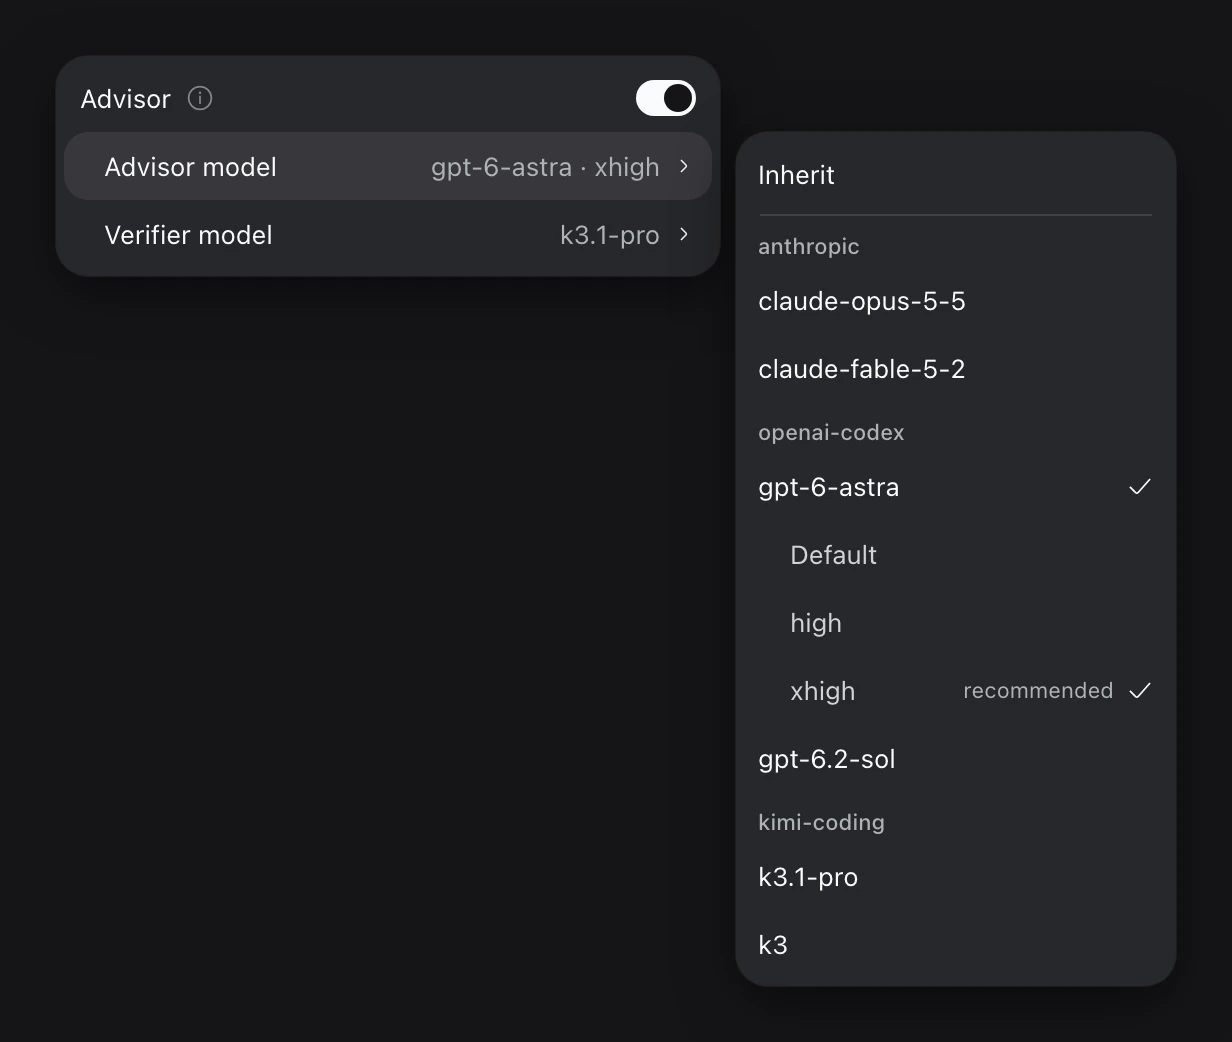 Advisor
Advisor model gpt-6-astra · xhigh
Verifier model k3.1-pro
Inherit
anthropic
claude-opus-5-5
claude-fable-5-2
openai-codex
gpt-6-astra
Default
high
xhigh recommended
gpt-6.2-sol
kimi-coding
k3.1-pro
k3